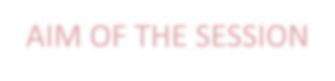 AIM OF THE SESSION